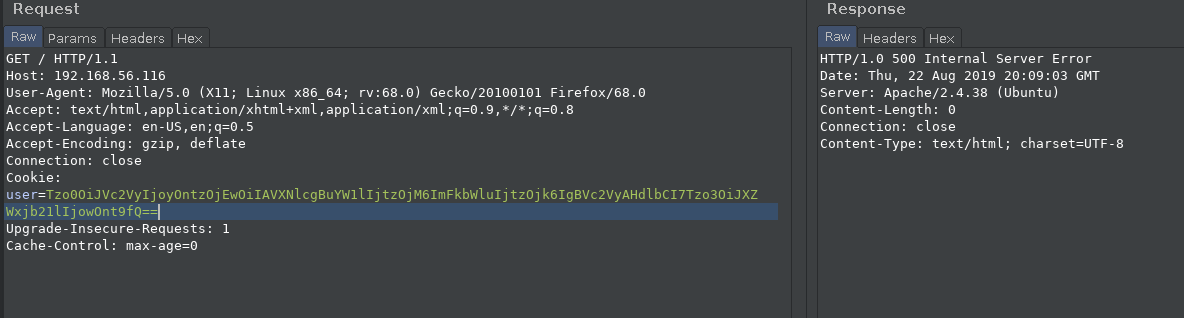 Request
Response
Raw Params Headers Hex
Raw Headers Hex
GET / HTTP/1.1
Host: 192.168.56.116
User-Agent: Mozilla/5.0 (X11; Linux x86_64; rv:68.0) Gecko/20100101 Firefox/68.0
Accept: text/html,application/xhtml+xml,application/xml;q=0.9,*/*;q=0.8
Accept-Language: en-US,en;q=0.5
Accept-Encoding: gzip, deflate
Connection: close
Cookie:
user=Tzo0OiJVc2VyIjoyOntzOjEwOiIAVXNlcgBuYW1lIjtzOjM6ImFkbWluIjtzOjk6IgBVc2VyAHdlbCI7Tzo3OiJXZ
Wxjb21lIjowOnt9fQ==
Upgrade-Insecure-Requests: 1
Cache-Control: max-age=0
HTTP/1.0 500 Internal Server Error
Date: Thu, 22 Aug 2019 20:09:03 GMT
Server: Apache/2.4.38 (Ubuntu)
Content-Length: 0
Connection: close
Content-Type: text/html; charset=UTF-8